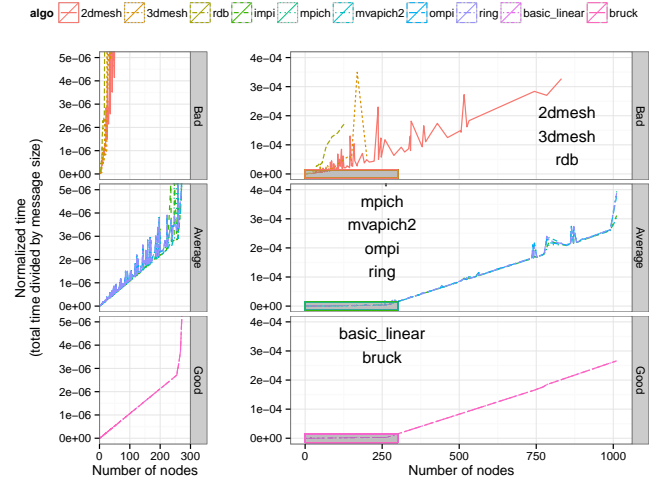 algo 2dmesh 3dmesh rdb impi mpich mvapich2 ompi ring basic_linear bruck
Normalized time
(total time divided by message size)
5e−06
4e−06
3e−06
2e−06
1e−06
0e+00
Bad
5e−06
4e−06
3e−06
2e−06
1e−06
0e+00
Average
5e−06
4e−06
3e−06
2e−06
1e−06
0e+00
Good
0 100 200 300
Number of nodes
4e−04
3e−04
2e−04
1e−04
0e+00
2dmesh
3dmesh
rdb
Bad
4e−04
3e−04
2e−04
1e−04
0e+00
mpich
mvapich2
ompi
ring
Average
4e−04
3e−04
2e−04
1e−04
0e+00
basic_linear
bruck
Good
0 250 500 750 1000
Number of nodes